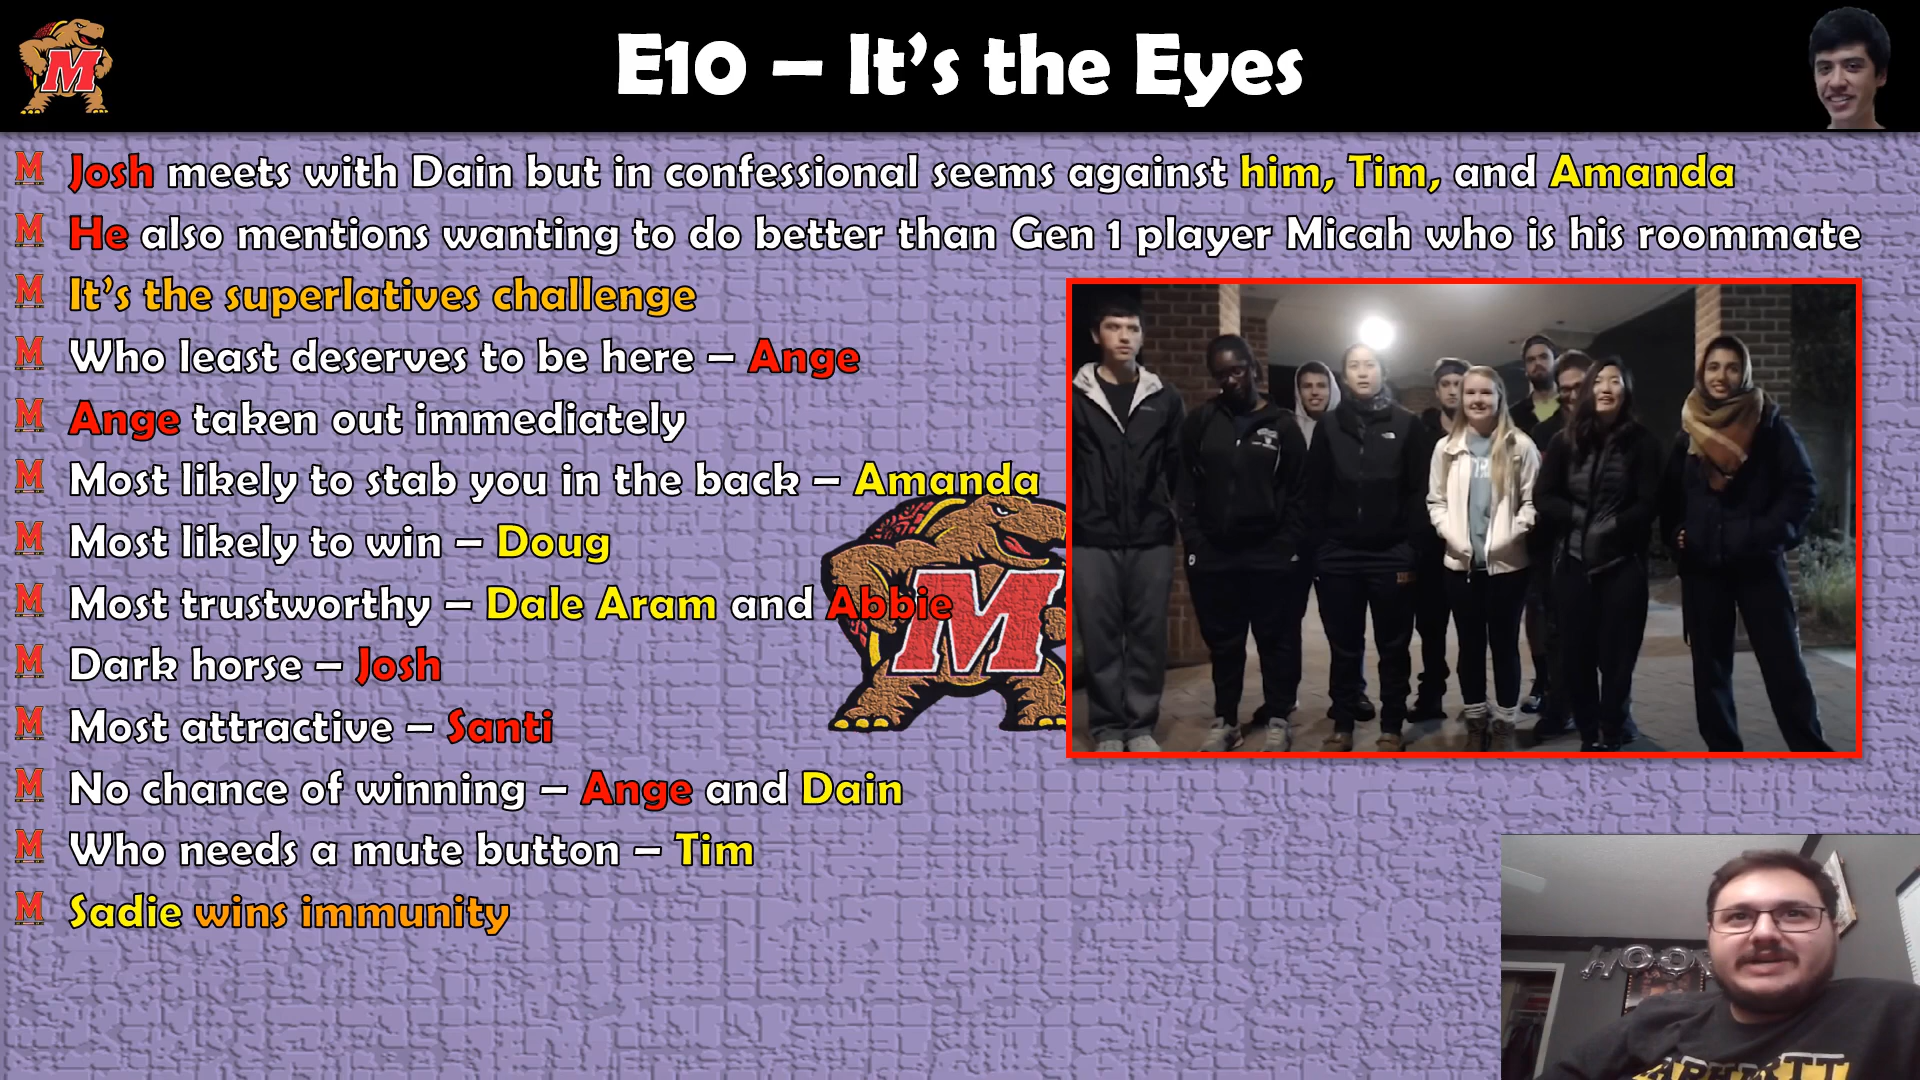 E10 – It's the Eyes
Josh meets with Dain but in confessional seems against him, Tim, and Amanda
He also mentions wanting to do better than Gen 1 player Micah who is his roommate
It's the superlatives challenge
Who least deserves to be here – Ange
Ange taken out immediately
Most likely to stab you in the back – Amanda
Most likely to win – Doug
Most trustworthy – Dale Aram and Abbie
Dark horse – Josh
Most attractive – Santi
No chance of winning – Ange and Dain
Who needs a mute button – Tim
Sadie wins immunity
M